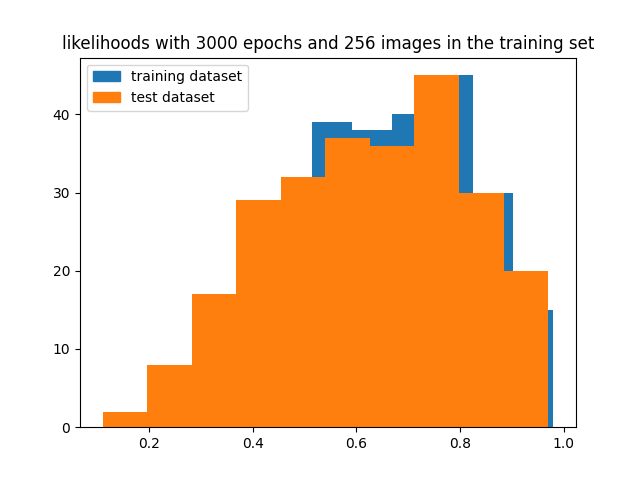 likelihoods with 3000 epochs and 256 images in the training set
training dataset
test dataset
40
30
20
10
0
0.2 0.4 0.6 0.8 1.0